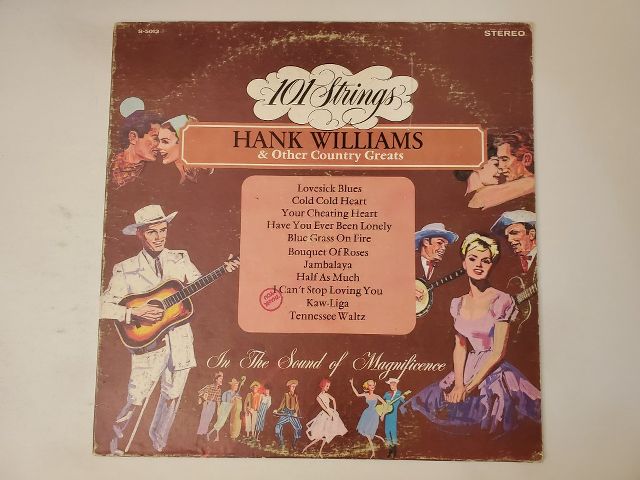 S-5013
STEREO
101 Strings
HANK WILLIAMS
& Other Country Greats
Lovesick Blues
Cold Cold Heart
Your Cheating Heart
Have You Ever Been Lonely
Blue Grass On Fire
Bouquet Of Roses
Jambalaya
Half As Much
I Can't Stop Loving You
Kaw-Liga
Tennessee Waltz
In The Sound of Magnificence